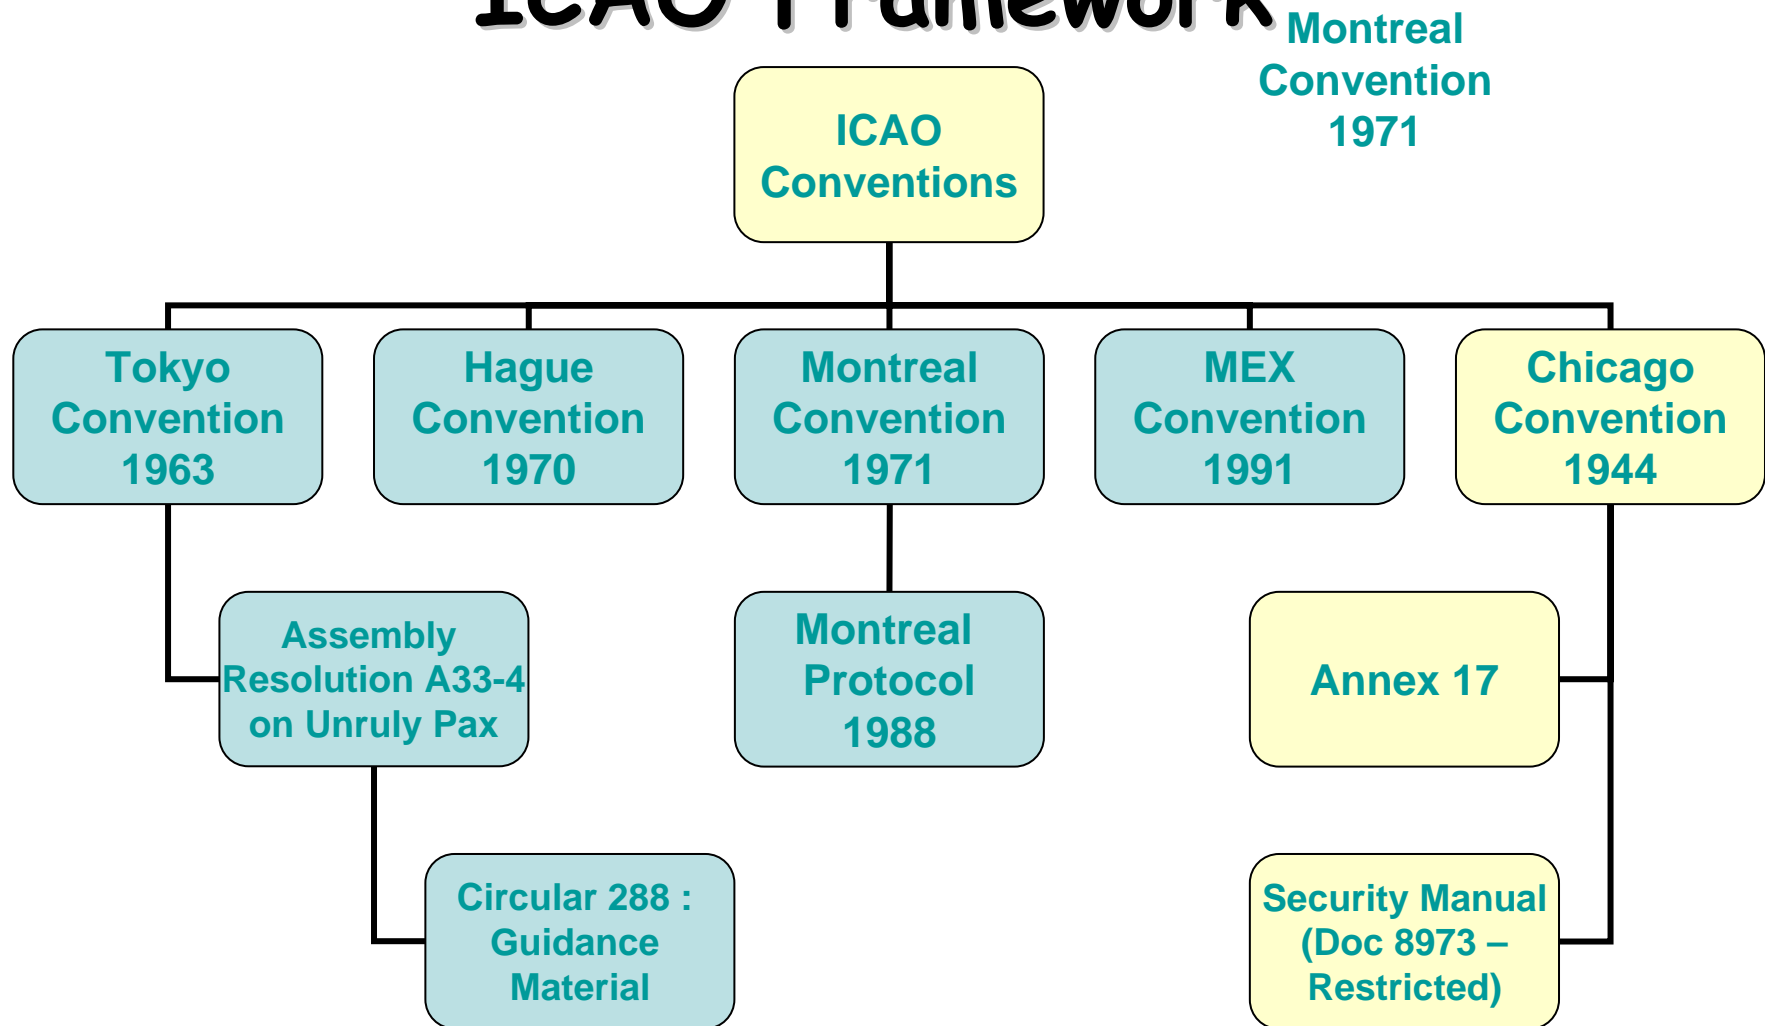 ICAO Framework
Montreal
Convention
1971
ICAO
Conventions
Tokyo
Convention
1963
Hague
Convention
1970
Montreal
Convention
1971
MEX
Convention
1991
Chicago
Convention
1944
Assembly
Resolution A33-4
on Unruly Pax
Montreal
Protocol
1988
Annex 17
Circular 288 :
Guidance
Material
Security Manual
(Doc 8973 –
Restricted)